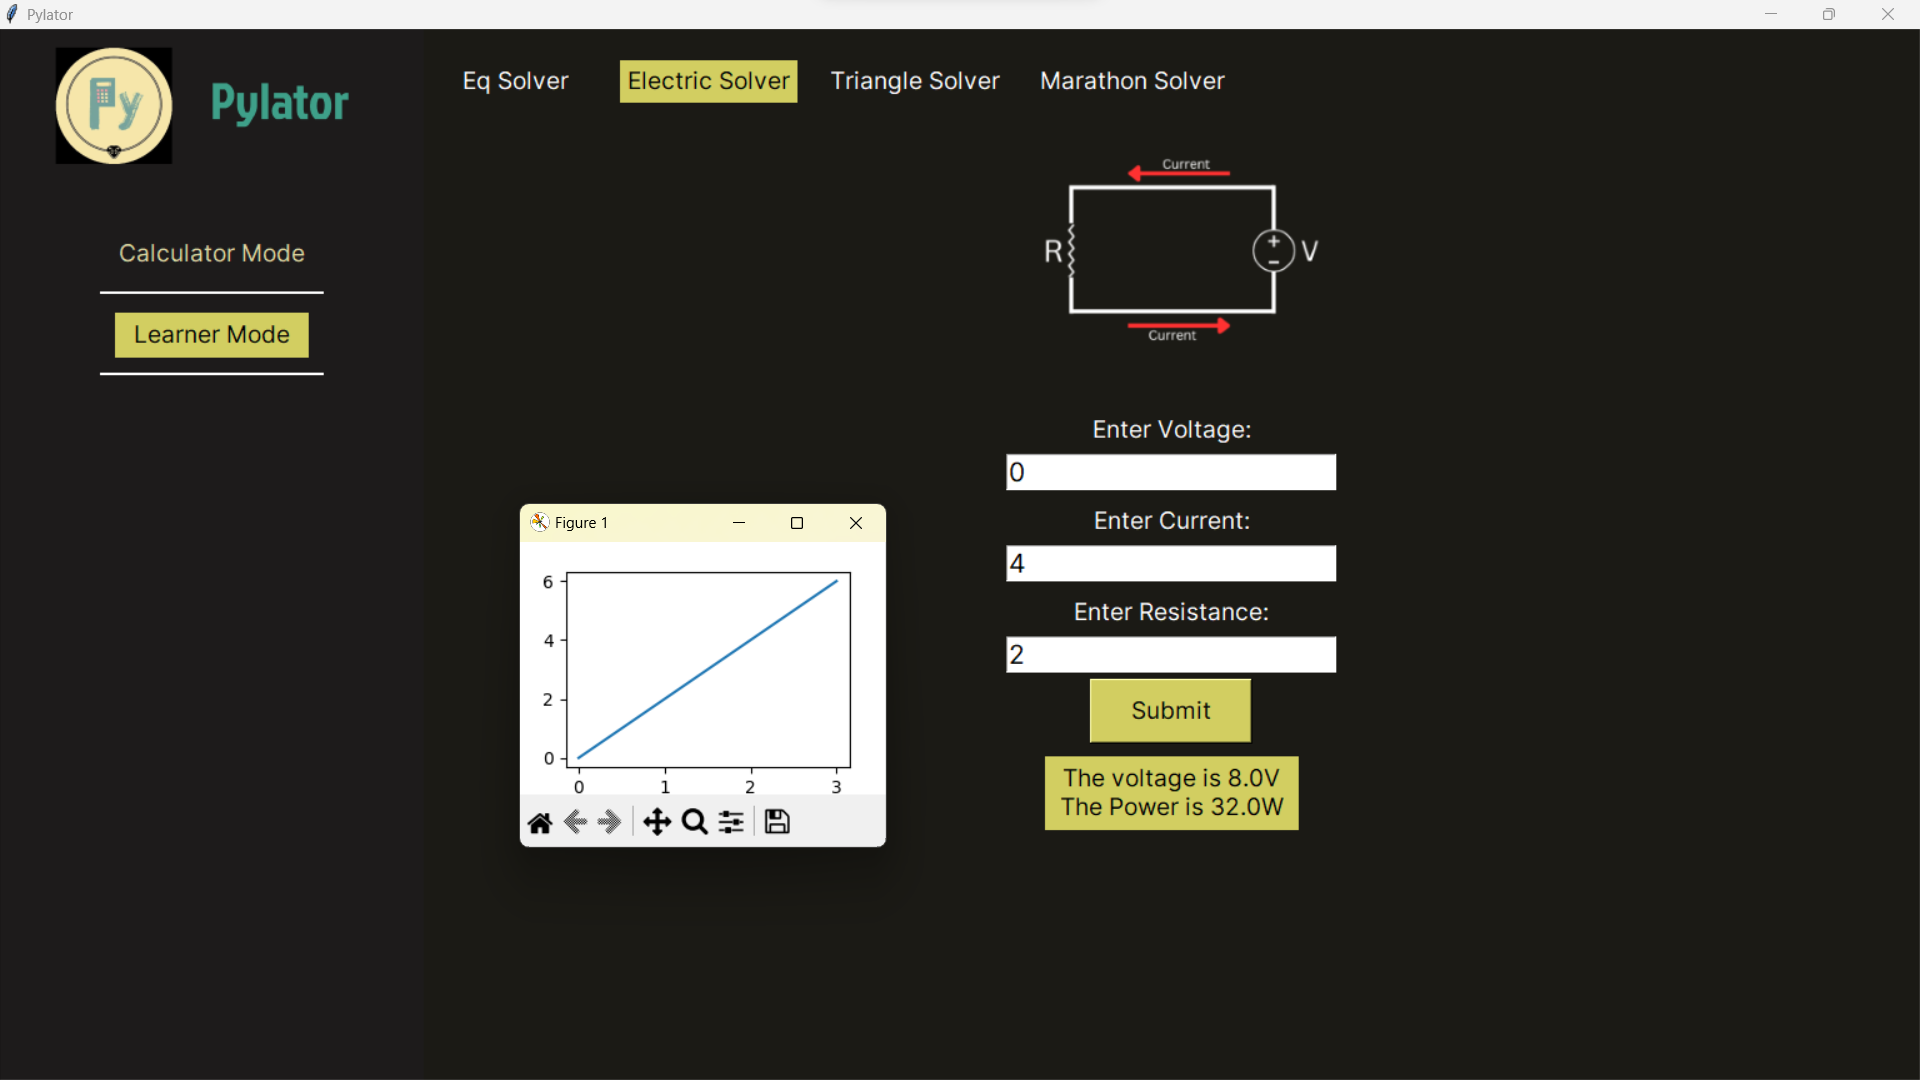 Pylator
Py
Pylator
Eq Solver
Electric Solver
Triangle Solver
Marathon Solver
Calculator Mode
Learner Mode
Current
R
+
−
V
Current
Enter Voltage:
0
Enter Current:
4
Enter Resistance:
2
Submit
The voltage is 8.0V
The Power is 32.0W
Figure 1
6
4
2
0
0 1 2 3